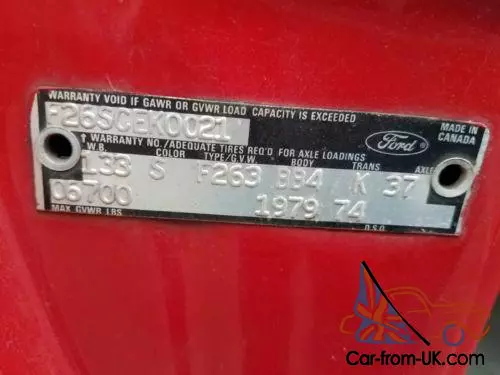 WARRANTY VOID IF GAWR OR GVWR LOAD CAPACITY IS EXCEEDED
F26SCEK0021
WARRANTY NO./ADEQUATE TIRES REQ'D FOR AXLE LOADINGS
Ford
MADE IN
CANADA
W.B. COLOR TYPE/G.V.W. BODY TRANS AXLE
133 S F263 BB4 K 37
06700 1979 74
MAX GVWR LBS D.S.O.
Car-from-UK.com